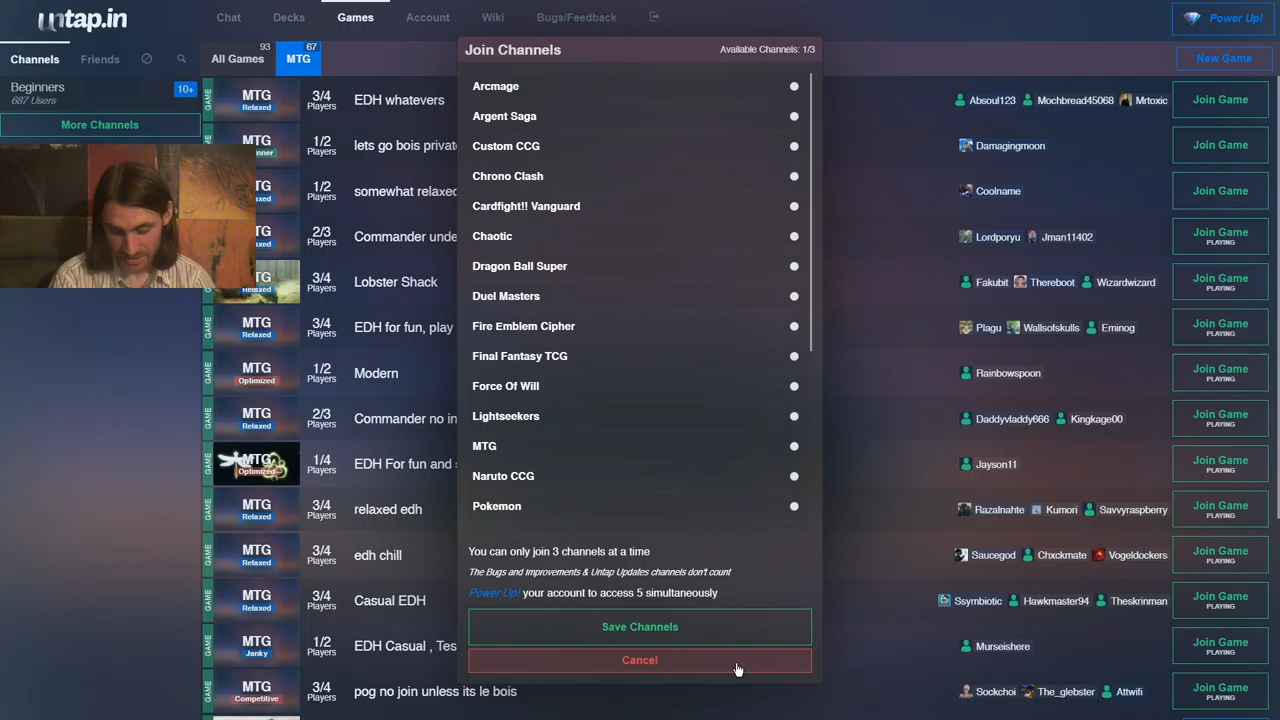 untap.in
Chat
Decks
Games
Account
Wiki
Bugs/Feedback
Power Up!
Channels
Friends
All Games
93
MTG
67
New Game
Beginners
10+
687 Users
More Channels
Join Channels
Available Channels: 1/3
Arcmage
Argent Saga
Custom CCG
Chrono Clash
Cardfight!! Vanguard
Chaotic
Dragon Ball Super
Duel Masters
Fire Emblem Cipher
Final Fantasy TCG
Force Of Will
Lightseekers
MTG
Naruto CCG
Pokemon
You can only join 3 channels at a time
The Bugs and Improvements & Untap Updates channels don't count
Power Up! your account to access 5 simultaneously
Save Channels
Cancel
GAME MTG Relaxed 3/4 Players EDH whatevers Absoul123 Mochbread45068 Mrtoxic Join Game
1/2 Players lets go bois private Damagingmoon Join Game
1/2 Players somewhat relaxed Coolname Join Game
2/3 Players Commander unde Lordporyu Jman11402 Join Game PLAYING
3/4 Players Lobster Shack Fakubit Thereboot Wizardwizard Join Game PLAYING
GAME MTG Relaxed 3/4 Players EDH for fun, play Plagu Wallsofskulls Eminog Join Game PLAYING
GAME MTG Optimized 1/2 Players Modern Rainbowspoon Join Game PLAYING
GAME MTG Relaxed 2/3 Players Commander no in Daddyvladdy666 Kingkage00 Join Game PLAYING
GAME MTG Optimized 1/4 Players EDH For fun and Jayson11 Join Game PLAYING
GAME MTG Relaxed 3/4 Players relaxed edh Razalnahte Kumori Savvyraspberry Join Game PLAYING
GAME MTG Relaxed 3/4 Players edh chill Saucegod Chxckmate Vogeldockers Join Game PLAYING
GAME MTG Relaxed 3/4 Players Casual EDH Ssymbiotic Hawkmaster94 Theskrinman Join Game PLAYING
GAME MTG Janky 1/2 Players EDH Casual , Tes Murseishere Join Game PLAYING
GAME MTG Competitive 3/4 Players pog no join unless its le bois Sockchoi The_glebster Attwifi Join Game PLAYING